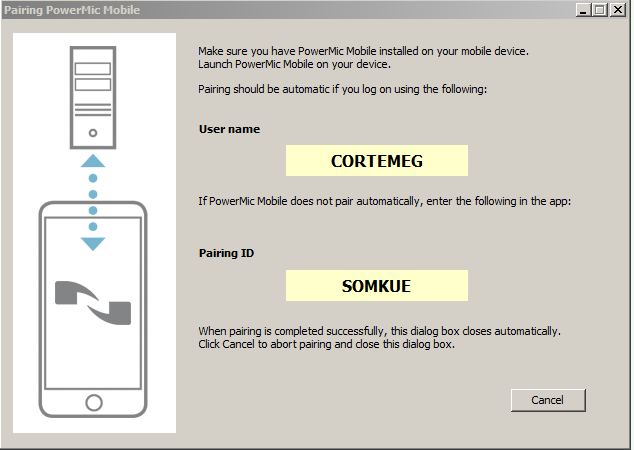 Pairing PowerMic Mobile
Make sure you have PowerMic Mobile installed on your mobile device.
Launch PowerMic Mobile on your device.
Pairing should be automatic if you log on using the following:
User name
CORTEMEG
If PowerMic Mobile does not pair automatically, enter the following in the app:
Pairing ID
SOMKUE
When pairing is completed successfully, this dialog box closes automatically.
Click Cancel to abort pairing and close this dialog box.
Cancel